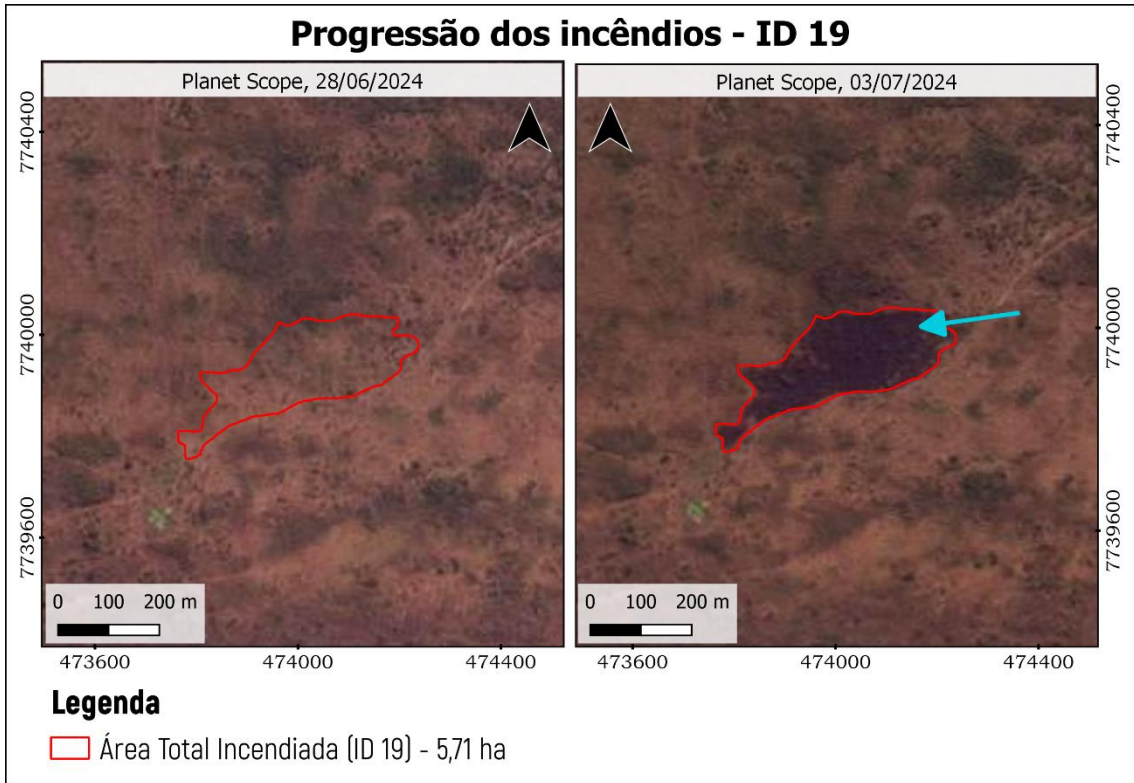 Progressão dos incêndios - ID 19
Planet Scope, 28/06/2024
Planet Scope, 03/07/2024
7740400
7740000
7739600
7740400
7740000
7739600
0 100 200 m
0 100 200 m
473600 474000 474400
473600 474000 474400
Legenda
Área Total Incendiada (ID 19) - 5,71 ha